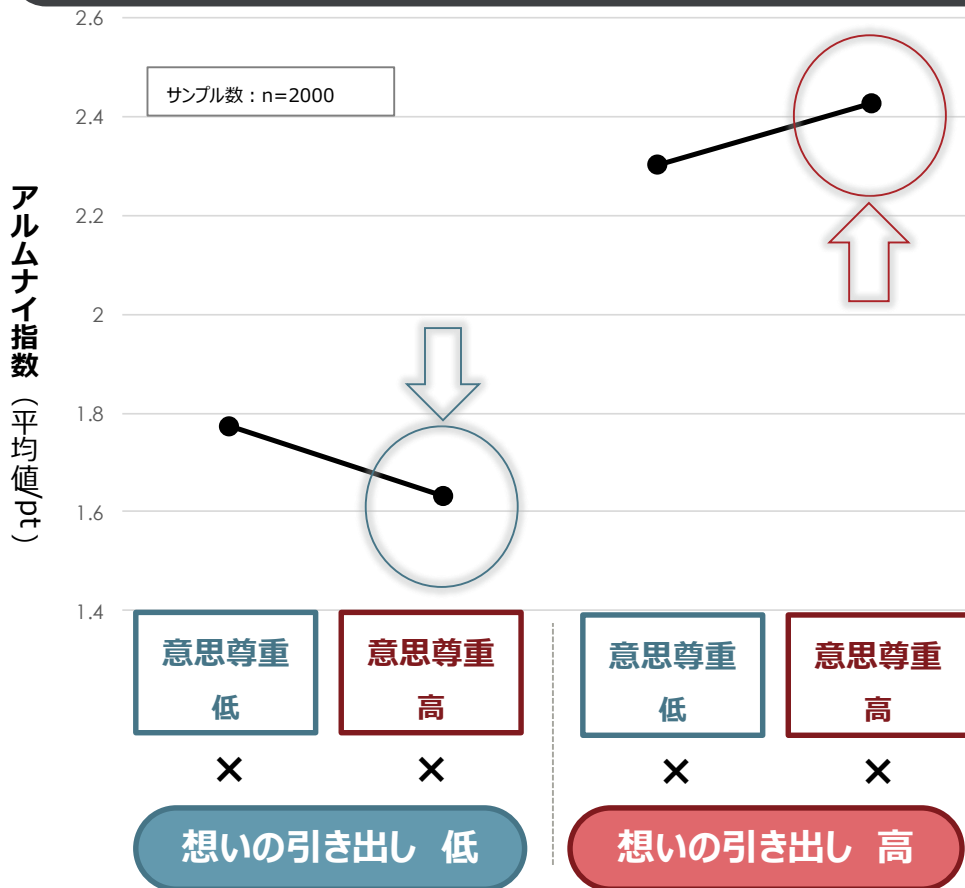 2.6
サンプル数：n=2000
2.4
2.2
2
1.8
1.6
1.4
アルムナイ指数（平均値/pt）
意思尊重 意思尊重 意思尊重 意思尊重
低 高 低 高
× × × ×
想いの引き出し 低 想いの引き出し 高